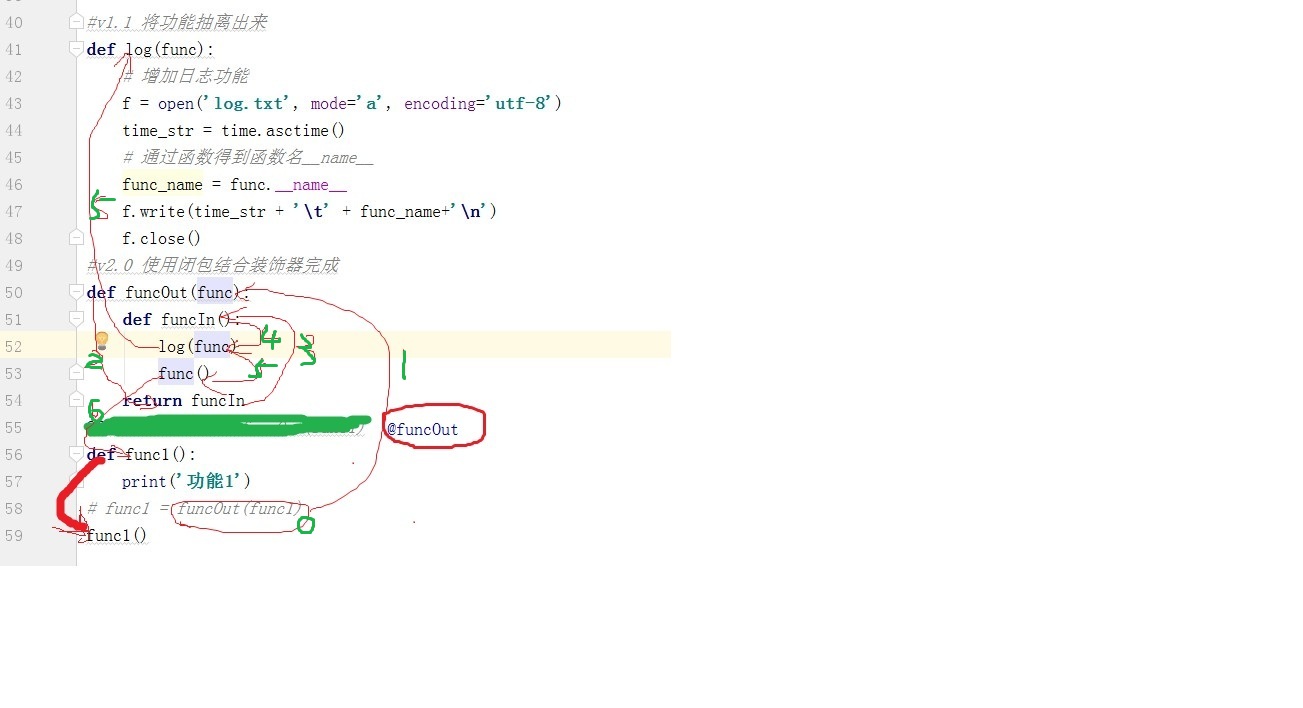 40 #v1.1 将功能抽离出来
41 def log(func):
42 # 增加日志功能
43 f = open('log.txt', mode='a', encoding='utf-8')
44 time_str = time.asctime()
45 # 通过函数得到函数名__name__
46 func_name = func.__name__
5
47 f.write(time_str + '\t' + func_name+'\n')
48 f.close()
49 #v2.0 使用闭包结合装饰器完成
50 def funcOut(func):
51 def funcIn():
52 log(func) 4 3
2 1
53 func() 5
54 return funcIn
6
55 @funcOut
56 def func1():
57 print('功能1')
58 # func1 = funcOut(func1)
0
59 func1()